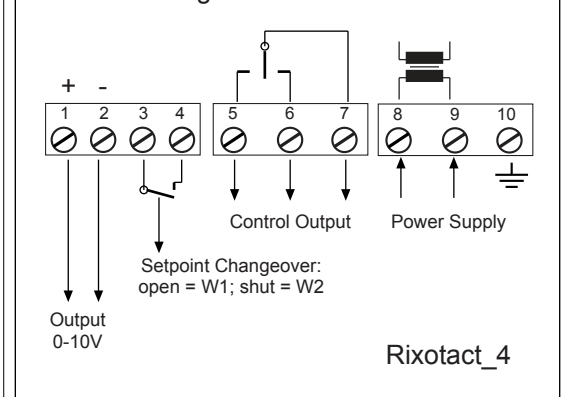 + -
1 2 3 4 5 6 7 8 9 10
Control Output Power Supply
Setpoint Changeover:
open = W1; shut = W2
Output
0-10V
Rixotact_4